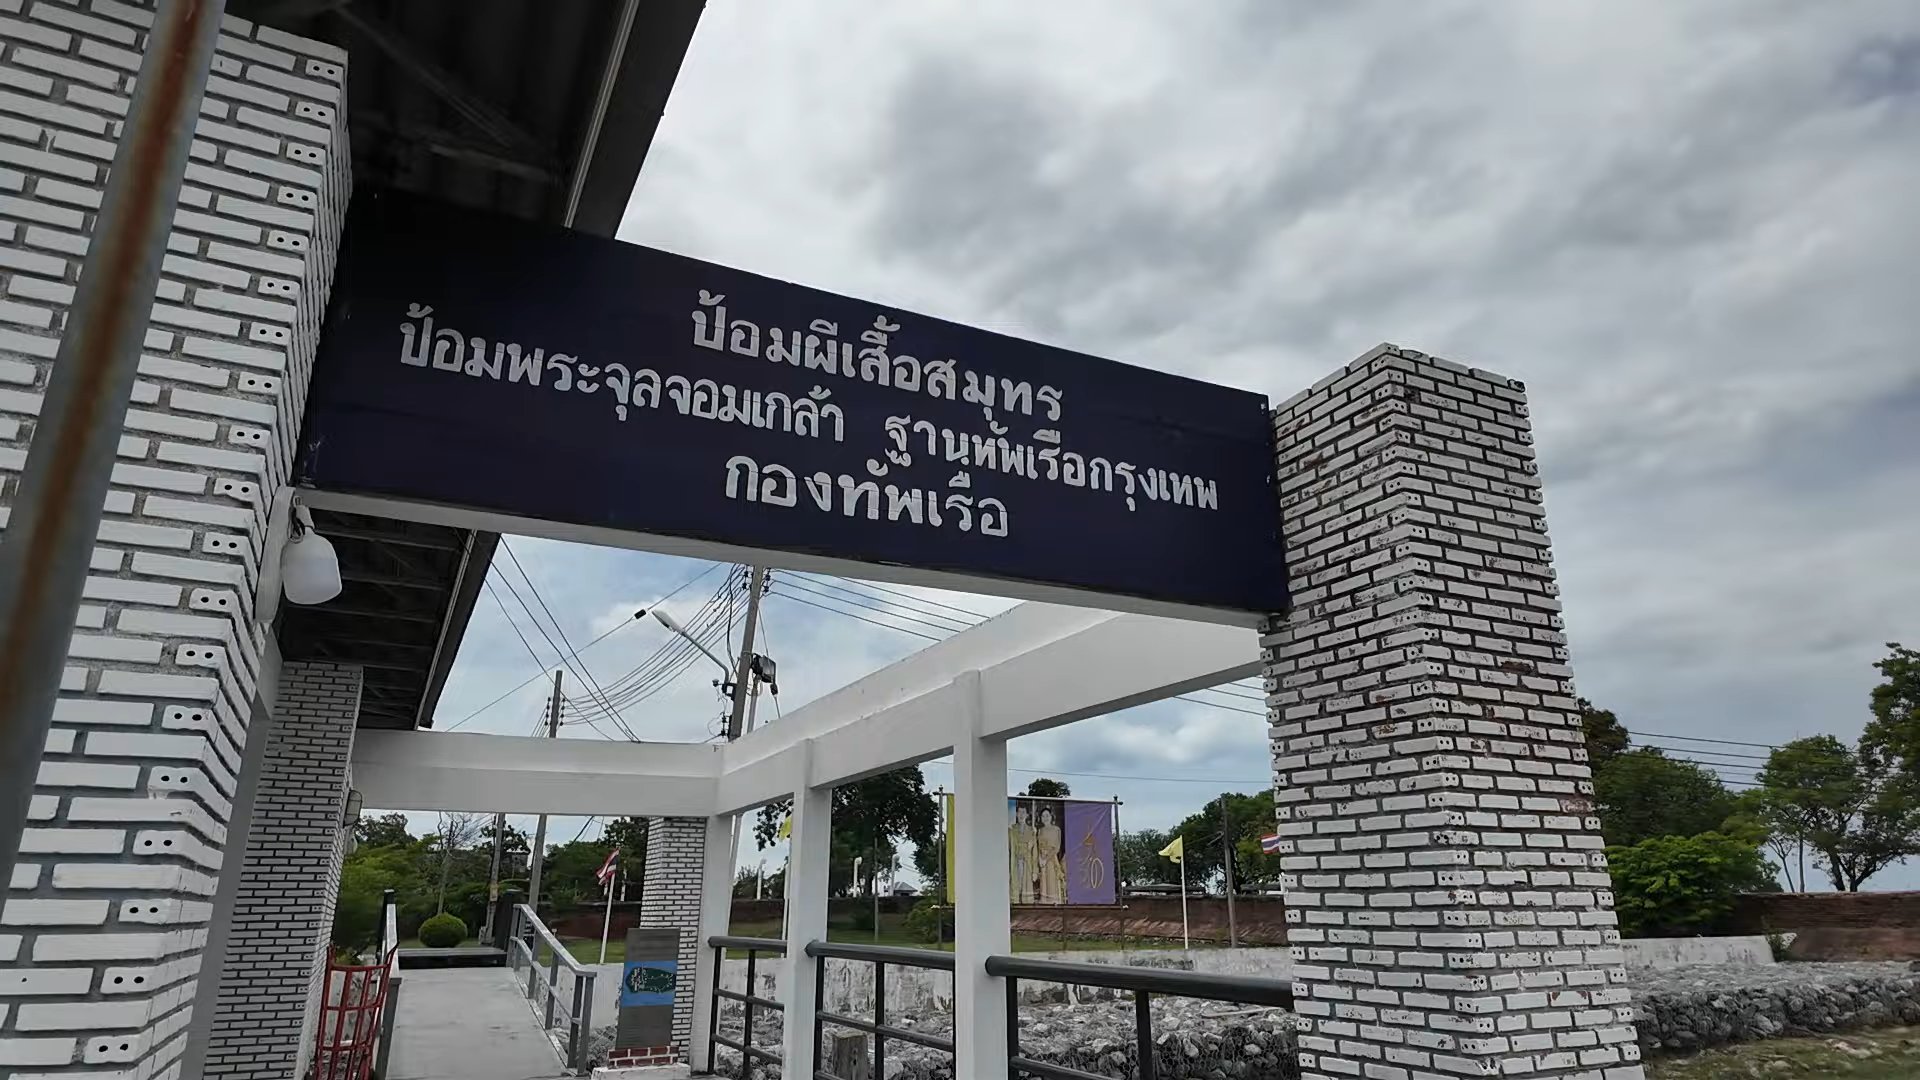 ป้อมผีเสื้อสมุทร
ป้อมพระจุลจอมเกล้า ฐานทัพเรือกรุงเทพ
กองทัพเรือ